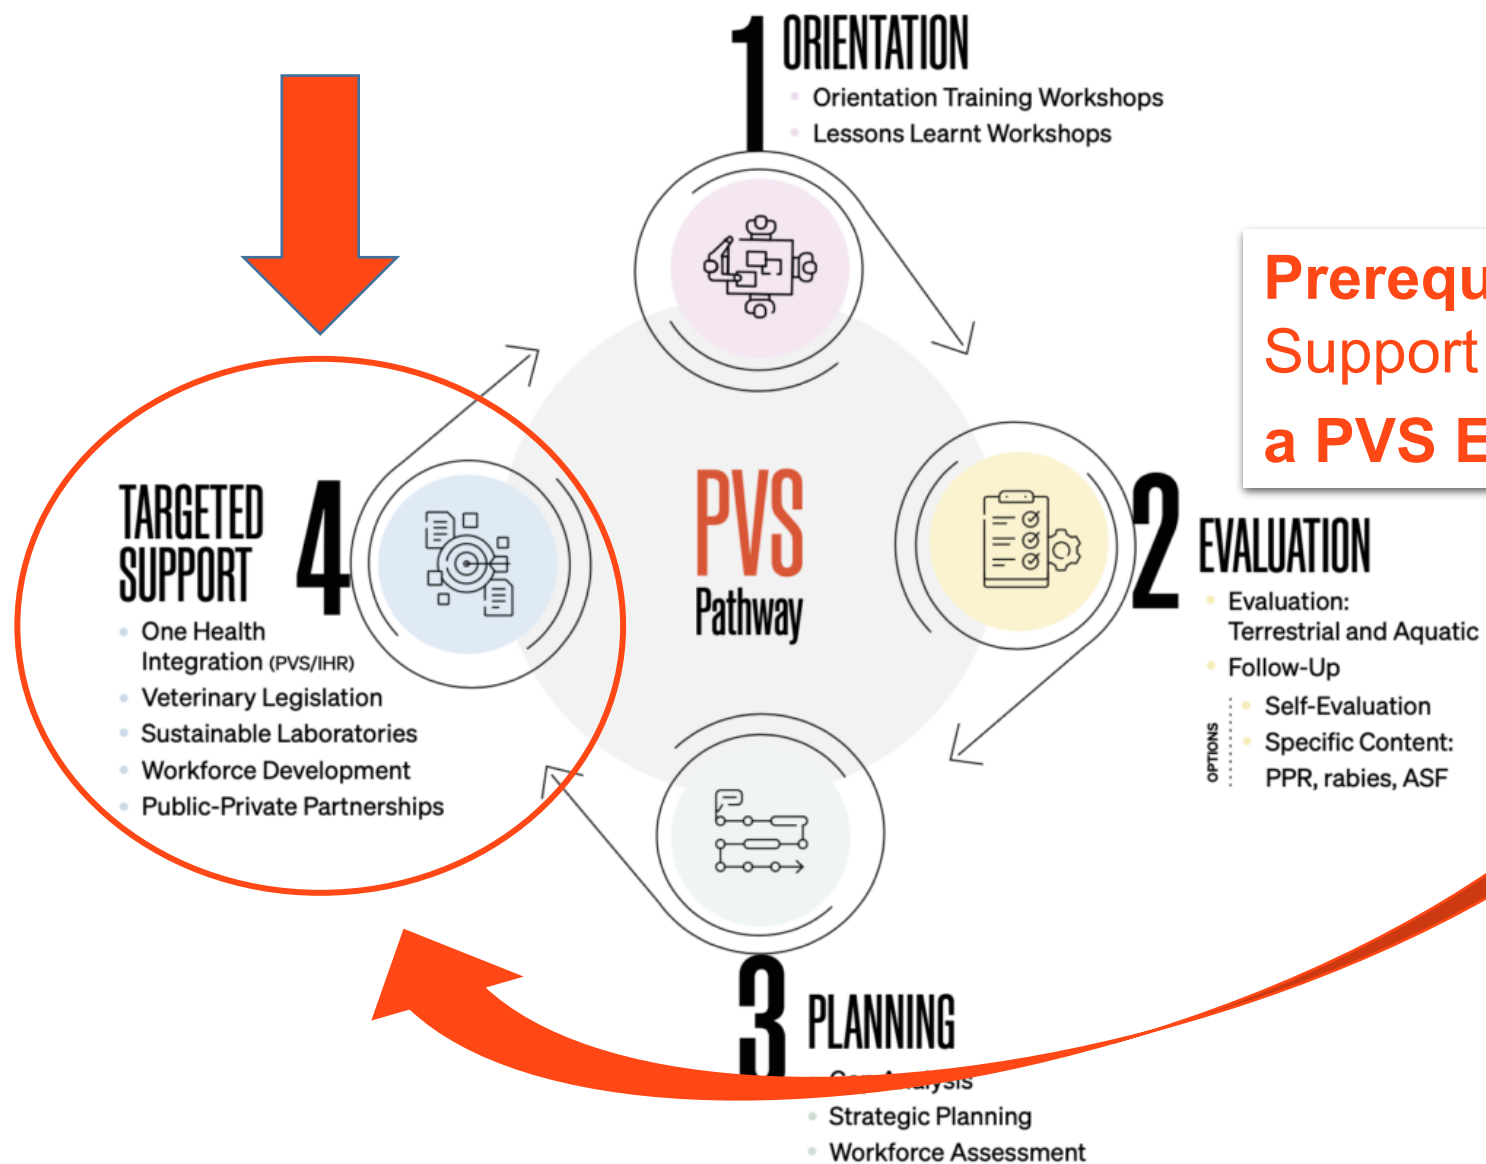 1 ORIENTATION
Orientation Training Workshops
Lessons Learnt Workshops
Support
a PVS
PVS
Pathway
2 EVALUATION
Evaluation:
Terrestrial and Aquatic
Follow-Up
OPTIONS
Self-Evaluation
Specific Content:
PPR, rabies, ASF
3 PLANNING
Analysis
Strategic Planning
Workforce Assessment
TARGETED
SUPPORT
4
One Health
Integration (PVS/IHR)
Veterinary Legislation
Sustainable Laboratories
Workforce Development
Public-Private Partnerships